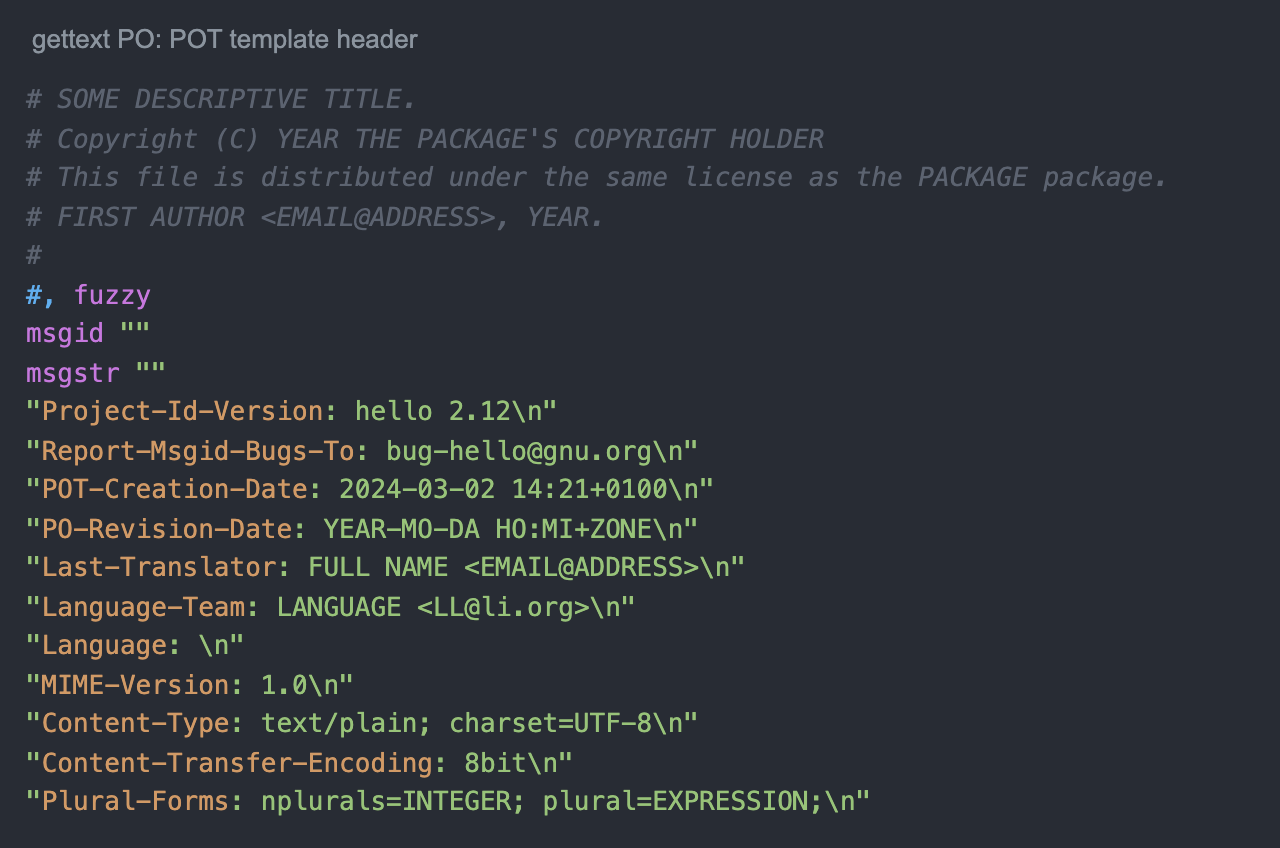 gettext PO: POT template header
# SOME DESCRIPTIVE TITLE.
# Copyright (C) YEAR THE PACKAGE'S COPYRIGHT HOLDER
# This file is distributed under the same license as the PACKAGE package.
# FIRST AUTHOR <EMAIL@ADDRESS>, YEAR.
#
#, fuzzy
msgid ""
msgstr ""
"Project-Id-Version: hello 2.12\n"
"Report-Msgid-Bugs-To: bug-hello@gnu.org\n"
"POT-Creation-Date: 2024-03-02 14:21+0100\n"
"PO-Revision-Date: YEAR-MO-DA HO:MI+ZONE\n"
"Last-Translator: FULL NAME <EMAIL@ADDRESS>\n"
"Language-Team: LANGUAGE <LL@li.org>\n"
"Language: \n"
"MIME-Version: 1.0\n"
"Content-Type: text/plain; charset=UTF-8\n"
"Content-Transfer-Encoding: 8bit\n"
"Plural-Forms: nplurals=INTEGER; plural=EXPRESSION;\n"